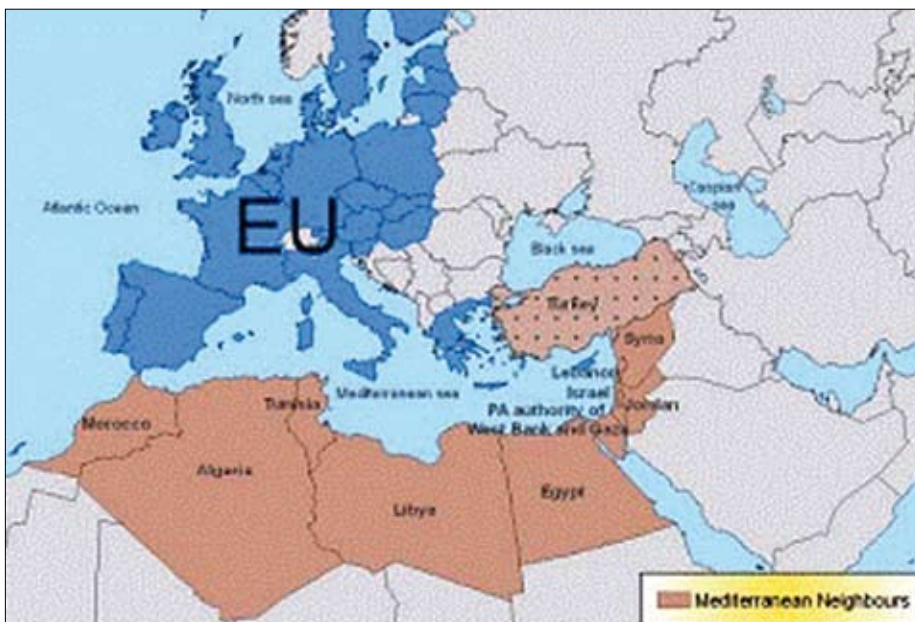 North sea
Atlantic Ocean
EU
Caspian
sea
Black sea
Turkey
Syria
Lebanon
Israel
PA authority of
West Bank and Gaza
Jordan
Mediterranean sea
Tunisia
Morocco
Algeria
Libya
Egypt
Mediterranean Neighbours